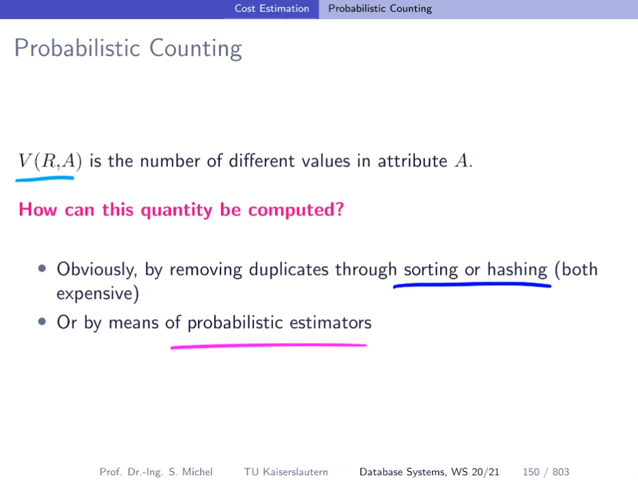 Cost Estimation Probabilistic Counting
Probabilistic Counting
V(R,A) is the number of different values in attribute A.
How can this quantity be computed?
• Obviously, by removing duplicates through sorting or hashing (both
expensive)
• Or by means of probabilistic estimators
Prof. Dr.-Ing. S. Michel TU Kaiserslautern Database Systems, WS 20/21 150 / 803